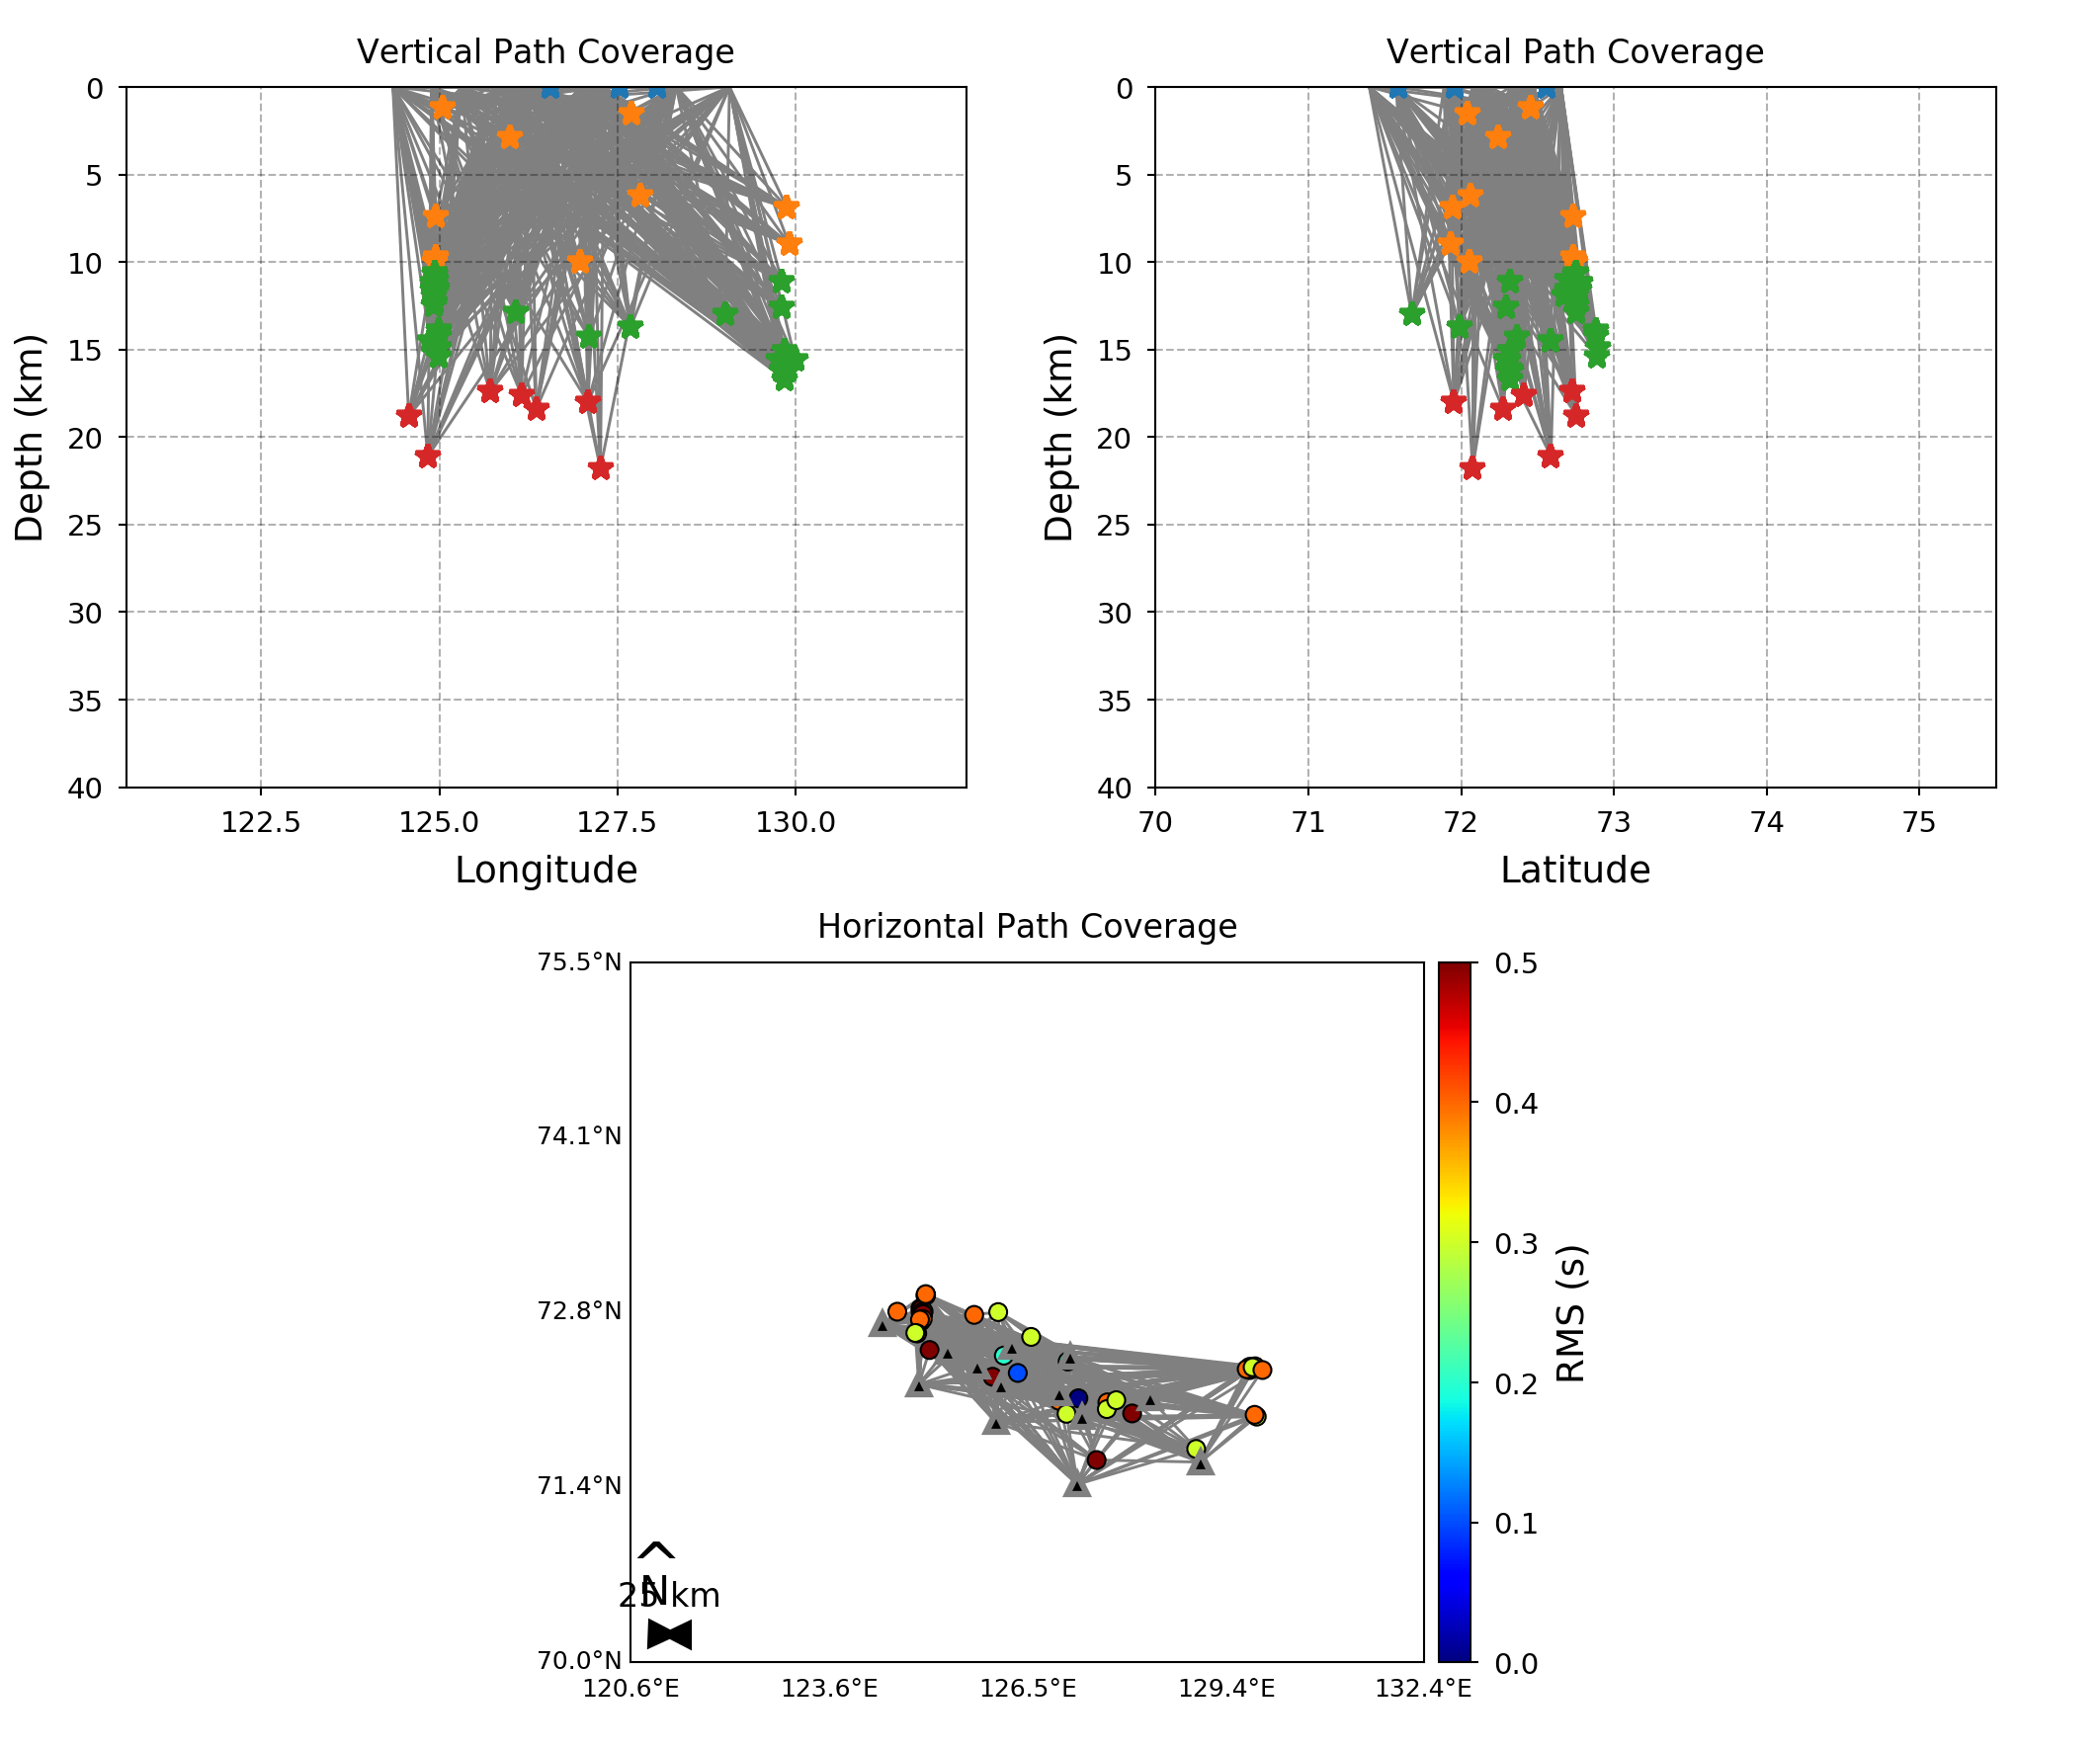 Vertical Path Coverage
0
5
10
15
20
25
30
35
40
Depth (km)
122.5 125.0 127.5 130.0
Longitude
Vertical Path Coverage
0
5
10
15
20
25
30
35
40
Depth (km)
70 71 72 73 74 75
Latitude
Horizontal Path Coverage
75.5°N
74.1°N
72.8°N
71.4°N
70.0°N
120.6°E 123.6°E 126.5°E 129.4°E 132.4°E
N
25 km
0.5
0.4
0.3
0.2
0.1
0.0
RMS (s)